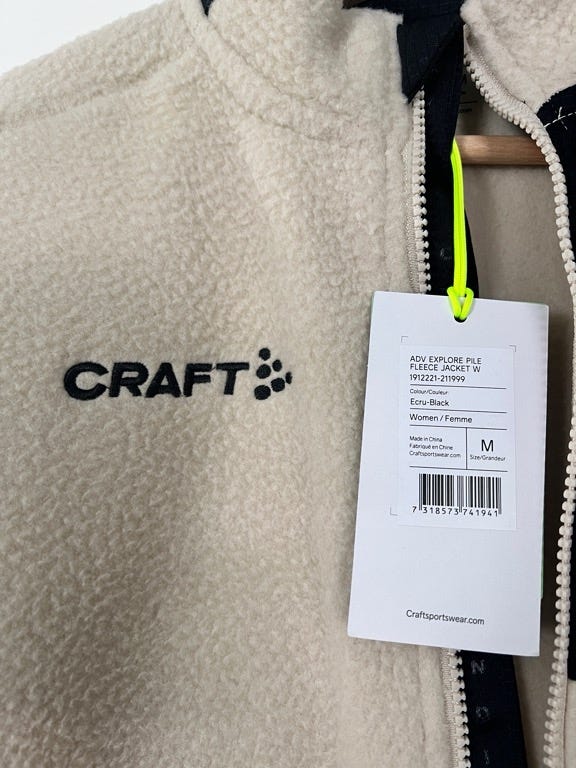 CRAFT
ADV EXPLORE PILE
FLEECE JACKET W
1912221-211999
Colour/Couleur:
Ecru-Black
Women / Femme
Made in China
Fabriqué en Chine
Craftsportswear.com
M
Size/Grandeur
7 318573 741941
Craftsportswear.com